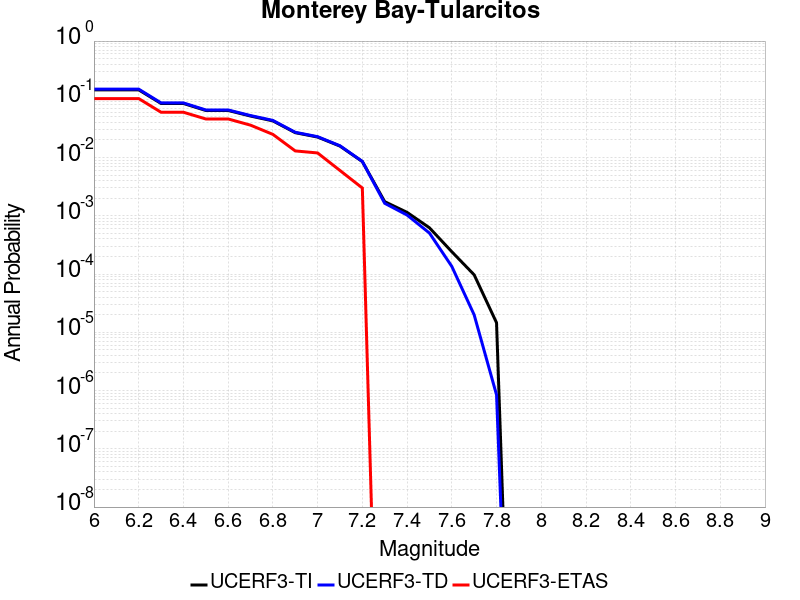 Monterey Bay-Tularcitos
10^0
10^-1
10^-2
10^-3
10^-4
10^-5
10^-6
10^-7
10^-8
Annual Probability
6 6.2 6.4 6.6 6.8 7 7.2 7.4 7.6 7.8 8 8.2 8.4 8.6 8.8 9
Magnitude
UCERF3-TI UCERF3-TD UCERF3-ETAS